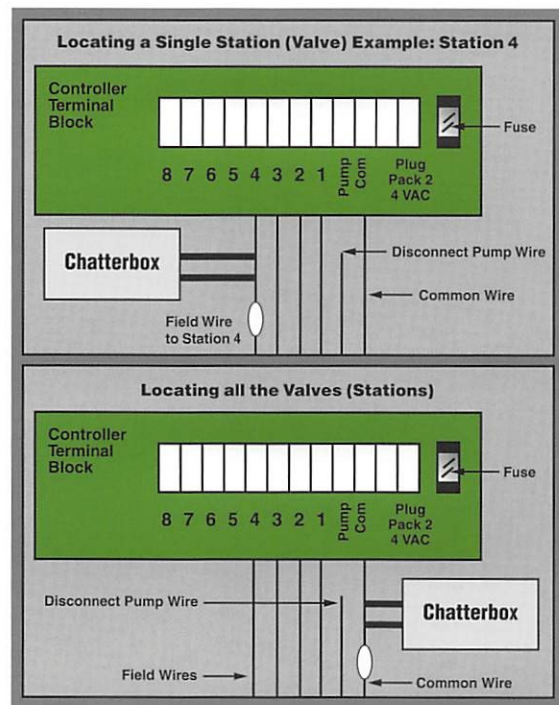 Locating a Single Station (Valve) Example: Station 4
Controller
Terminal
Block
Fuse
8 7 6 5 4 3 2 1 Pump Com Plug
Pack 2
4 VAC
Chatterbox
Disconnect Pump Wire
Common Wire
Field Wire
to Station 4
Locating all the Valves (Stations)
Controller
Terminal
Block
Fuse
8 7 6 5 4 3 2 1 Pump Com Plug
Pack 2
4 VAC
Disconnect Pump Wire
Chatterbox
Field Wires
Common Wire